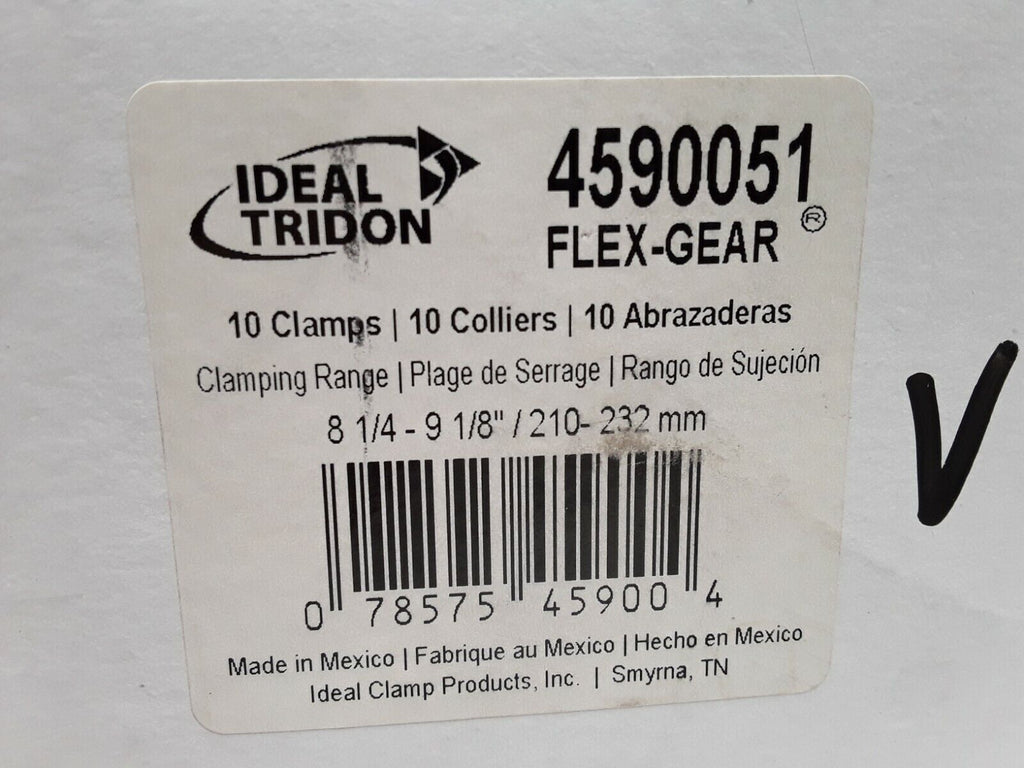 IDEAL
TRIDON
4590051
FLEX-GEAR®
10 Clamps | 10 Colliers | 10 Abrazaderas
Clamping Range | Plage de Serrage | Rango de Sujeción
8 1/4 - 9 1/8" / 210- 232 mm
0 78575 45900 4
Made in Mexico | Fabrique au Mexico | Hecho en Mexico
Ideal Clamp Products, Inc. | Smyrna, TN
V